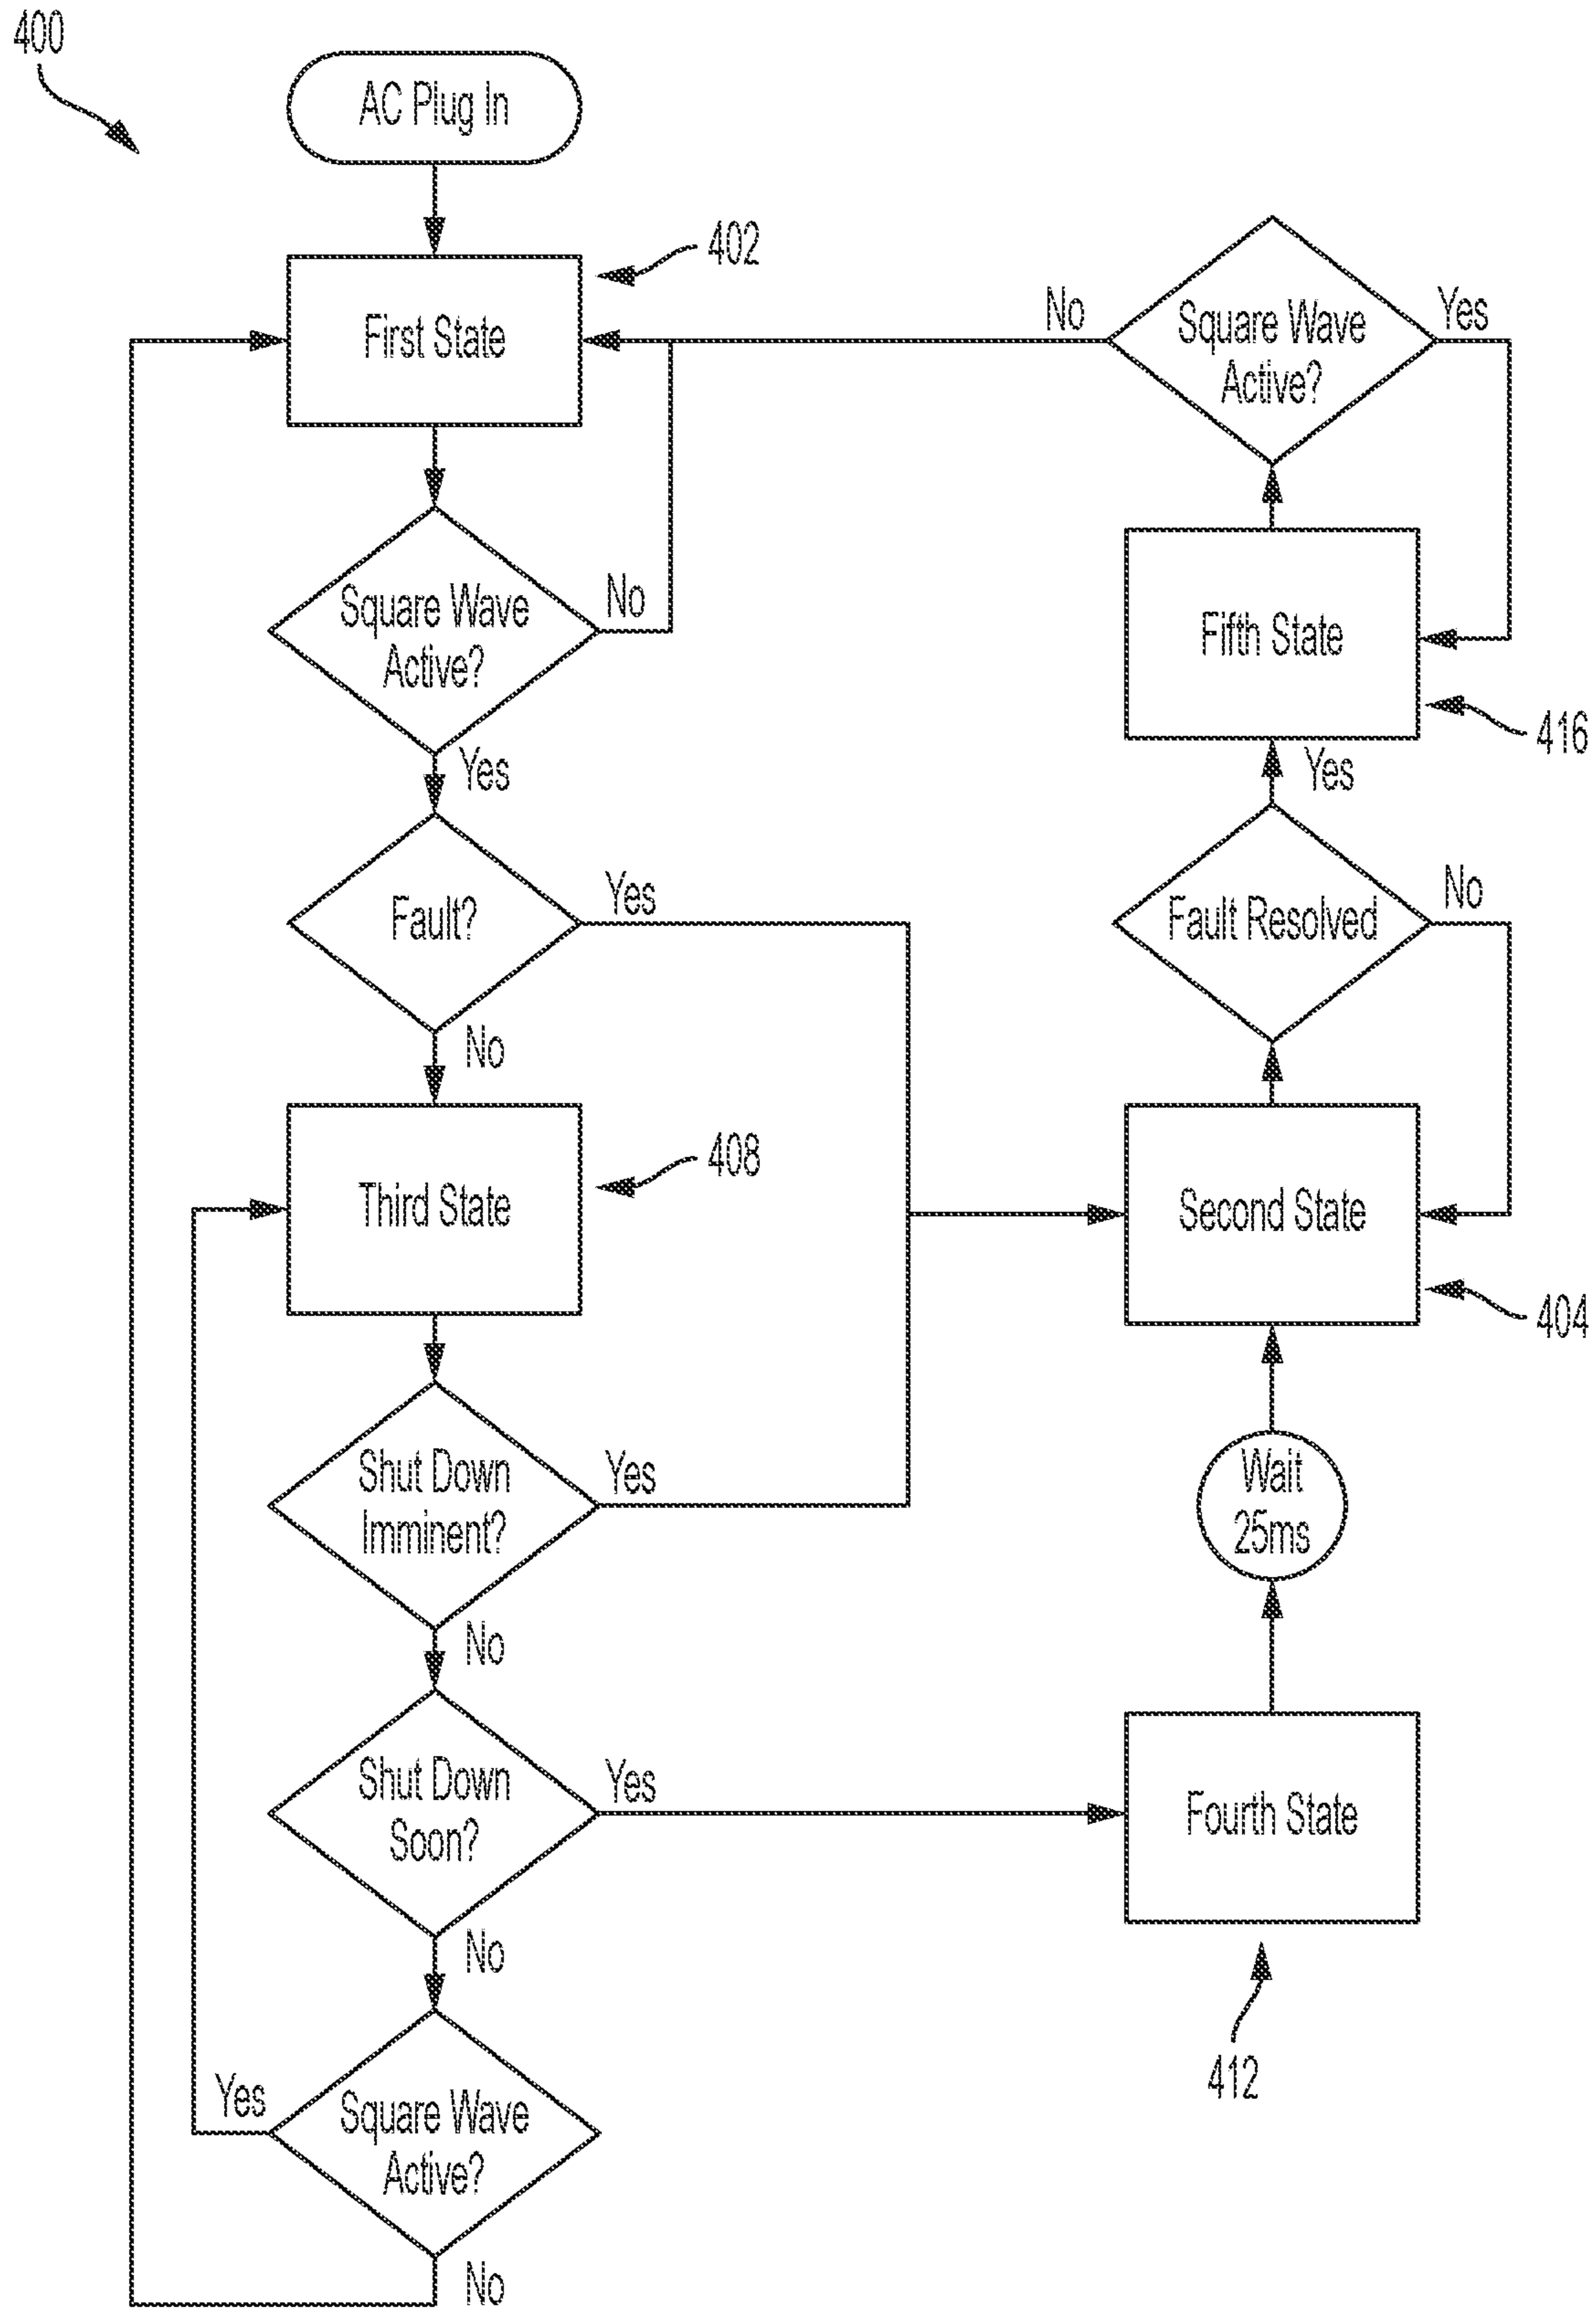 400
AC Plug In
402
First State
Square Wave
Active?
No
Yes
Fault?
Yes
No
Third State
408
Shut Down
Imminent?
Yes
No
Shut Down
Soon?
Yes
No
Square Wave
Active?
Yes
No
Square Wave
Active?
No
Yes
Fifth State
416
Yes
Fault Resolved
No
Second State
404
Wait
25ms
Fourth State
412